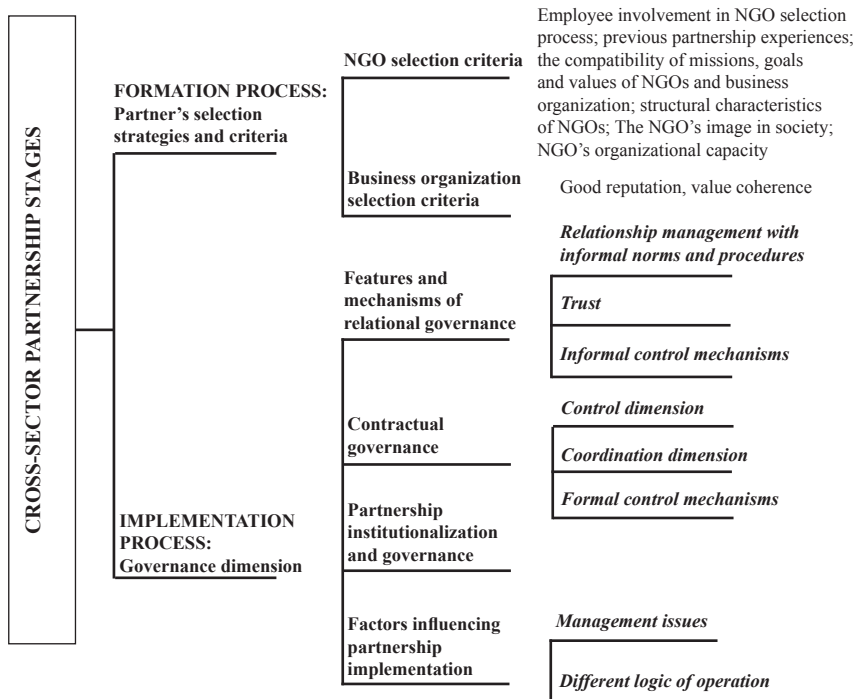 CROSS-SECTOR PARTNERSHIP STAGES
FORMATION PROCESS:
Partner's selection
strategies and criteria
NGO selection criteria
Employee involvement in NGO selection
process; previous partnership experiences;
the compatibility of missions, goals
and values of NGOs and business
organization; structural characteristics
of NGOs; The NGO's image in society;
NGO's organizational capacity
Business organization
selection criteria
Good reputation, value coherence
IMPLEMENTATION
PROCESS:
Governance dimension
Features and
mechanisms of
relational governance
Relationship management with
informal norms and procedures
Trust
Informal control mechanisms
Contractual
governance
Control dimension
Coordination dimension
Formal control mechanisms
Partnership
institutionalization
and governance
Factors influencing
partnership
implementation
Management issues
Different logic of operation